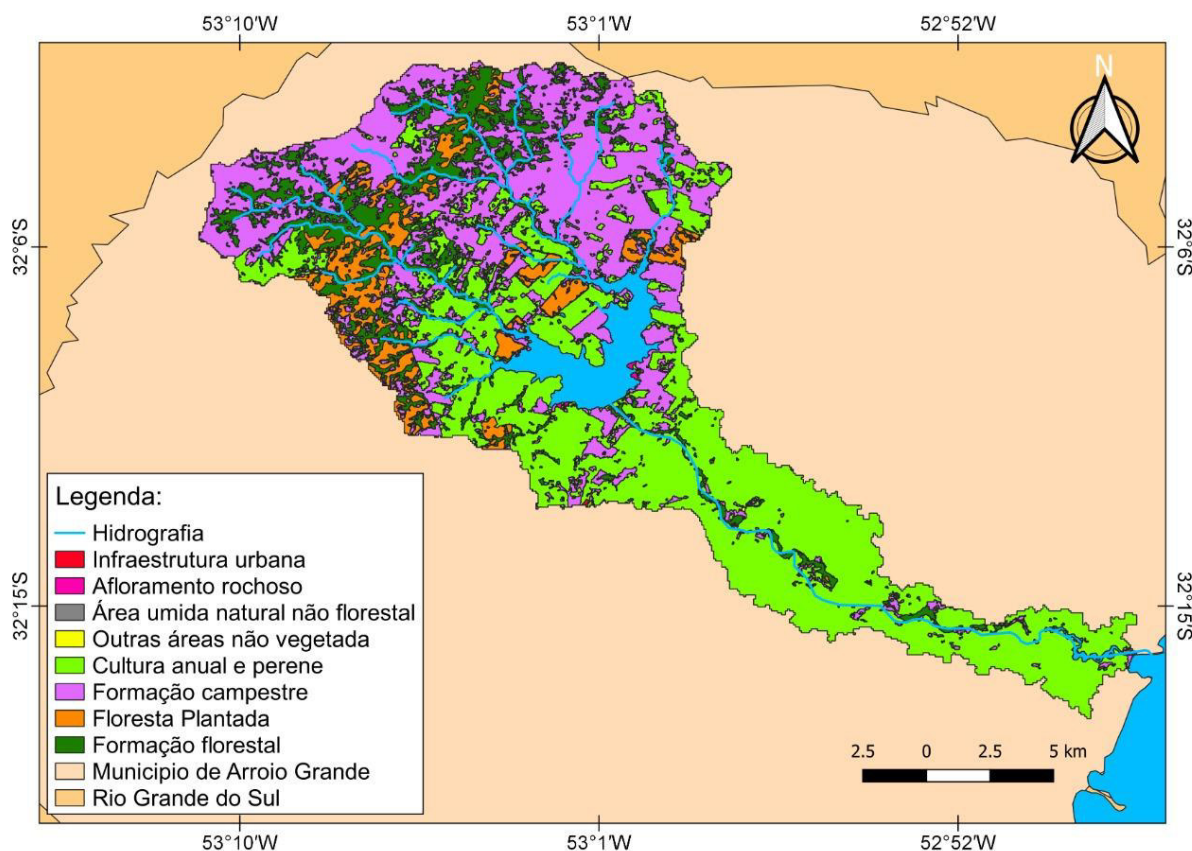 53°10'W 53°1'W 52°52'W
N
32°6'S 32°6'S
Legenda:
Hidrografia
Infraestrutura urbana
Afloramento rochoso
Área umida natural não florestal
Outras áreas não vegetada
Cultura anual e perene
Formação campestre
Floresta Plantada
Formação florestal
Municipio de Arroio Grande
Rio Grande do Sul
32°15'S 32°15'S
2.5 0 2.5 5 km
53°10'W 53°1'W 52°52'W